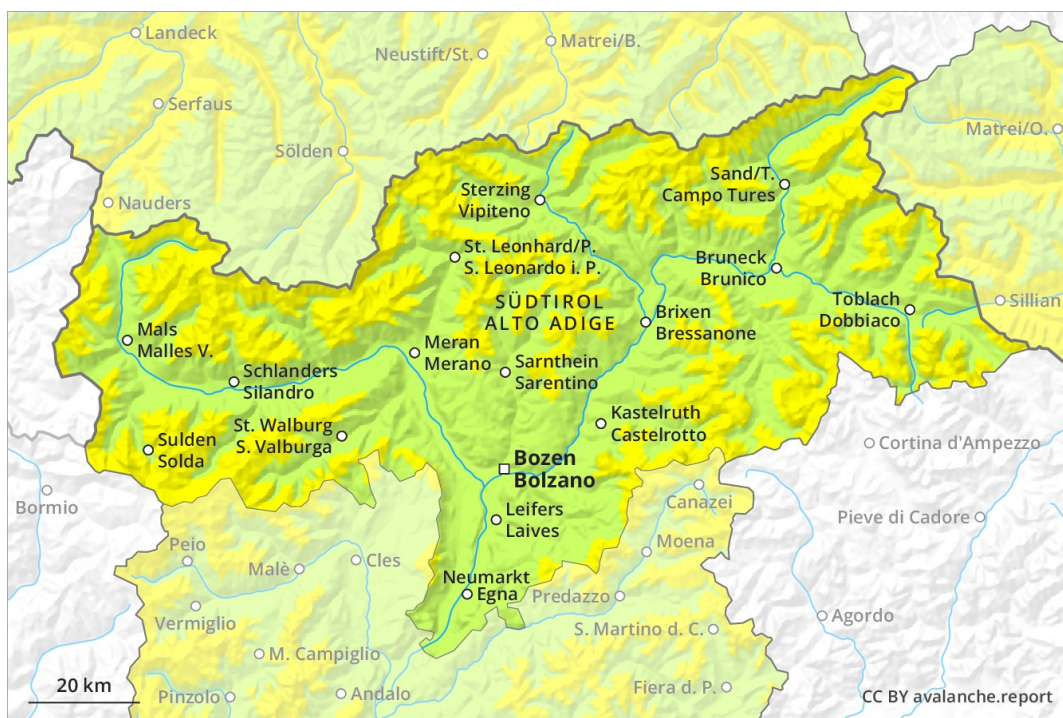 Landeck
Neustift/St.
Matrei/B.
Serfaus
Sölden
Matrei/O.
Nauders
Sterzing
Vipiteno
Sand/T.
Campo Tures
St. Leonhard/P.
S. Leonardo i. P.
Bruneck
Brunico
SÜDTIROL
ALTO ADIGE
Toblach
Dobbiaco
Sillian
Mals
Malles V.
Meran
Merano
Brixen
Bressanone
Schlanders
Silandro
Sarnthein
Sarentino
St. Walburg
S. Valburga
Kastelruth
Castelrotto
Sulden
Solda
Cortina d'Ampezzo
Bozen
Bolzano
Bormio
Canazei
Leifers
Laives
Pieve di Cadore
Peio
Moena
Malè
Cles
Neumarkt
Egna
Predazzo
Vermiglio
Agordo
S. Martino d. C.
M. Campiglio
20 km
Pinzolo
Andalo
Fiera d. P.
CC BY avalanche.report